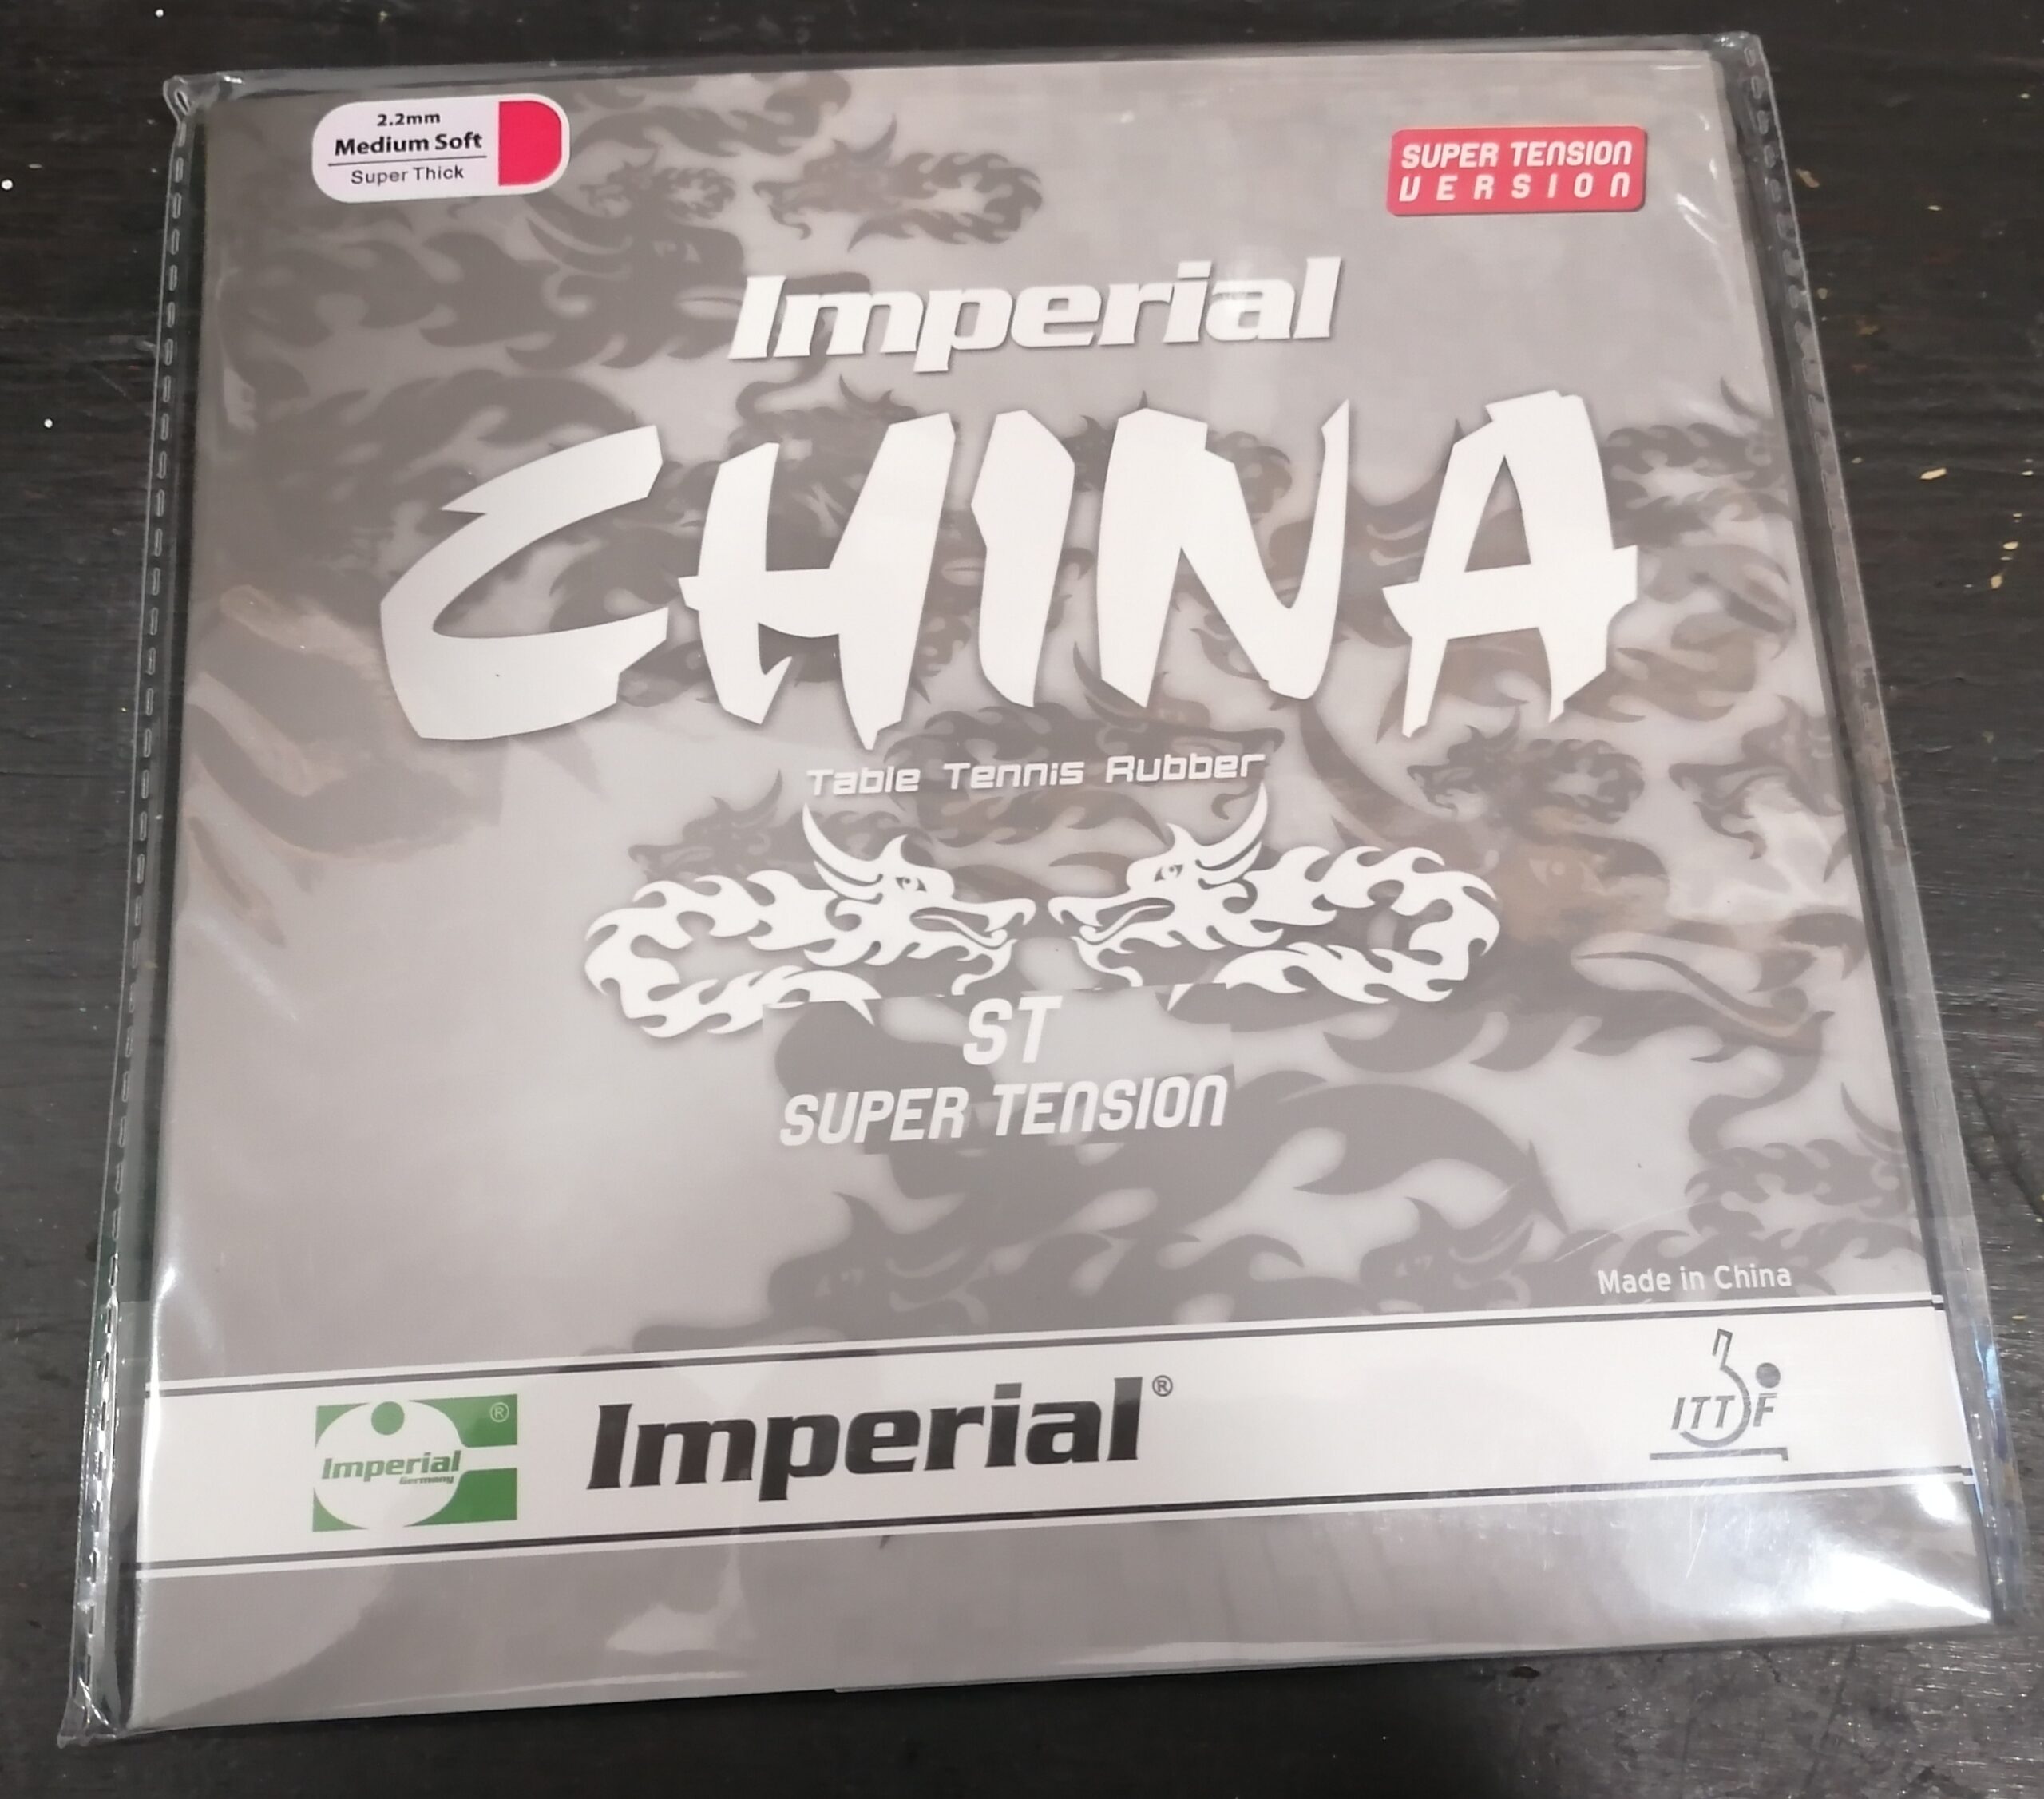 2.2mm
Medium Soft
Super Thick
SUPER TENSION
VERSION
Imperial
CHINA
Table Tennis Rubber
ST
SUPER TENSION
Made in China
Imperial
Germany
®
Imperial®
ITTF